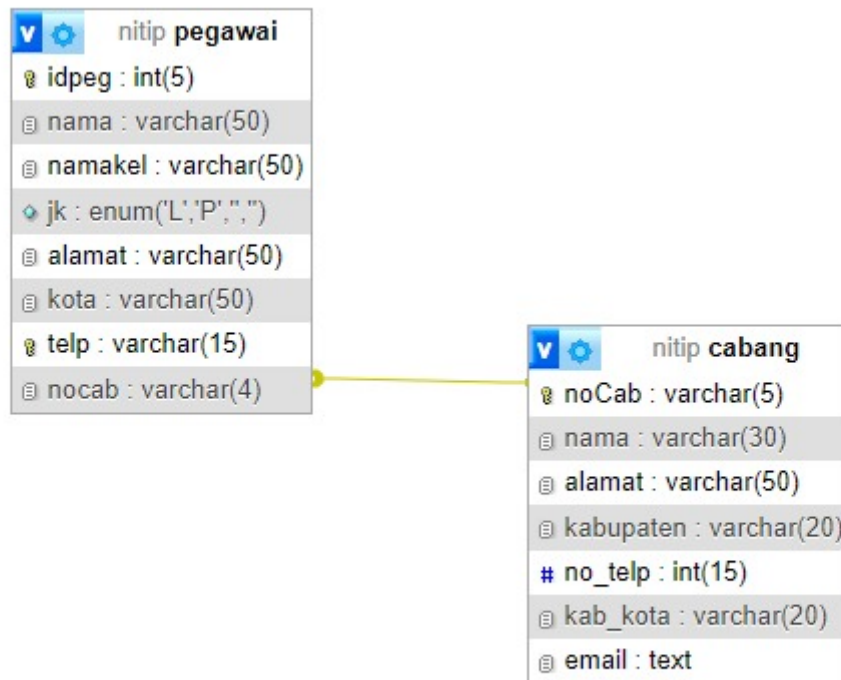 v nitip pegawai
idpeg : int(5)
nama : varchar(50)
namakel : varchar(50)
jk : enum('L','P','','')
alamat : varchar(50)
kota : varchar(50)
telp : varchar(15)
nocab : varchar(4)
v nitip cabang
noCab : varchar(5)
nama : varchar(30)
alamat : varchar(50)
kabupaten : varchar(20)
# no_telp : int(15)
kab_kota : varchar(20)
email : text